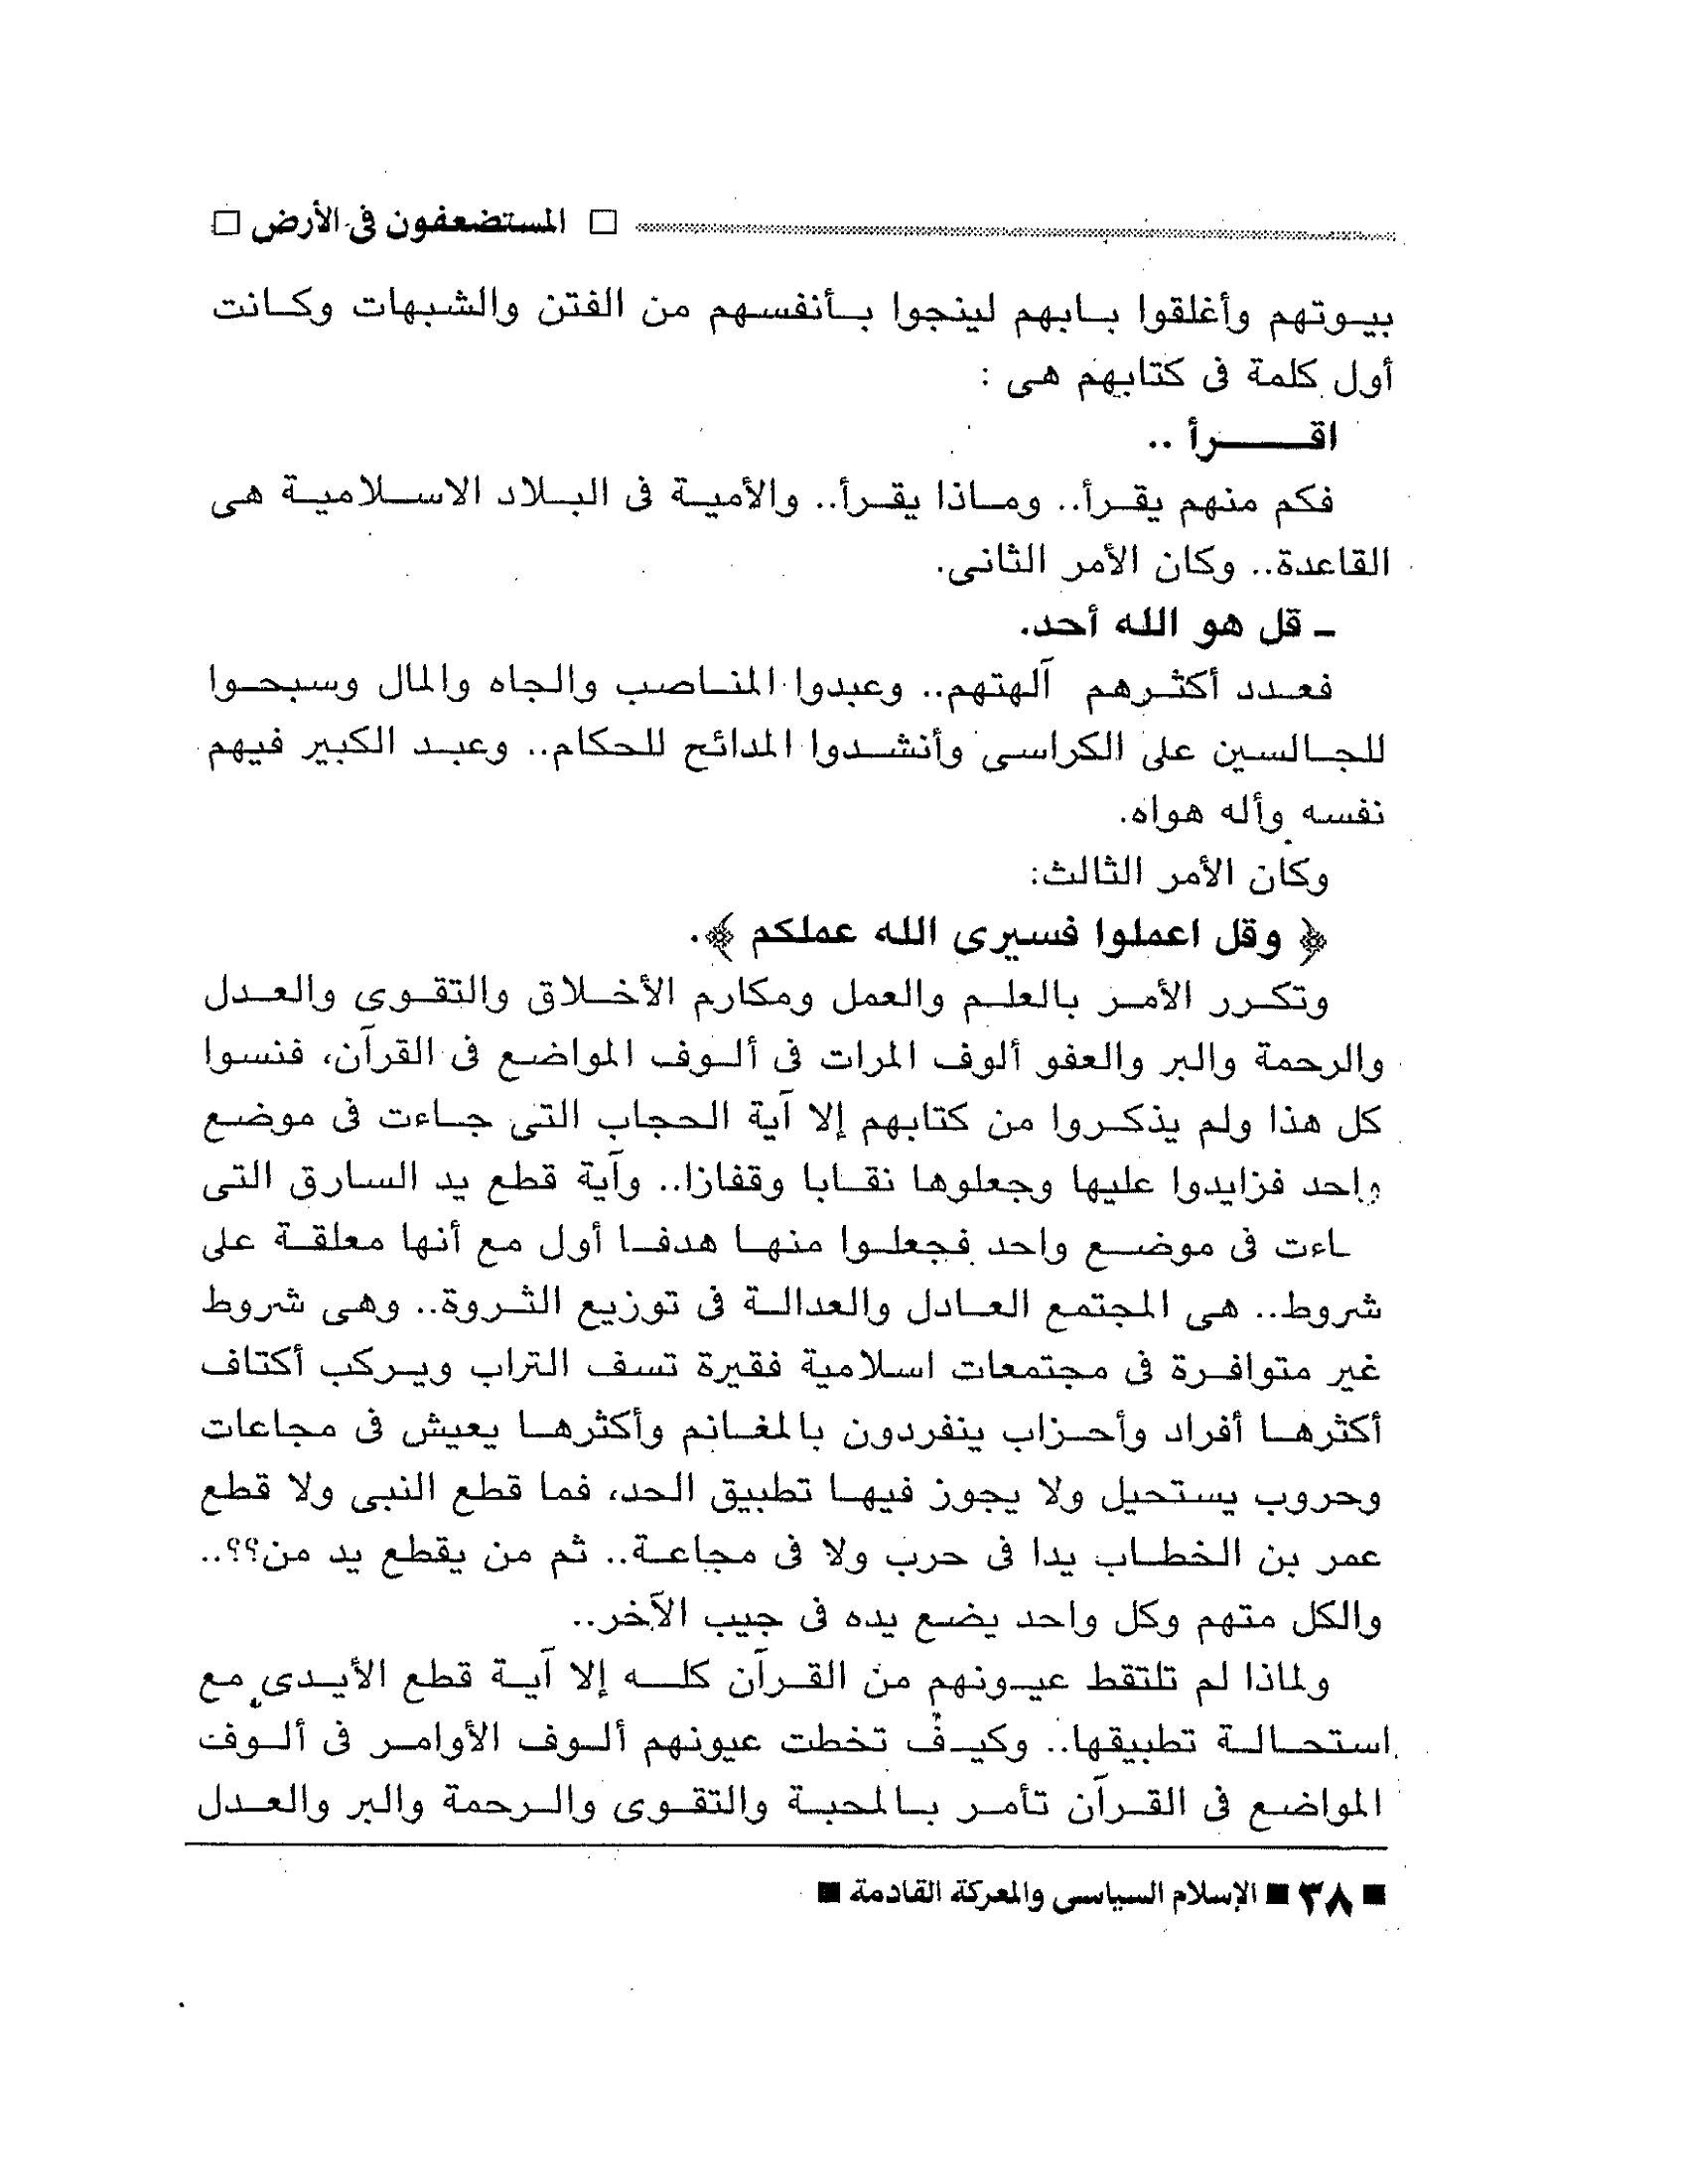 □ المستضعفون فى الأرض □
بيوتهم وأغلقوا بابهم لينجوا بأنفسهم من الفتن والشبهات وكانت
أول كلمة فى كتابهم هى :
اقرأ ..
فكم منهم يقرأ.. وماذا يقرأ.. والأمية فى البلاد الاسلامية هى
القاعدة.. وكان الأمر الثانى.
ـ قل هو الله أحد.
فعدد أكثرهم آلهتهم.. وعبدوا المناصب والجاه والمال وسبحوا
للجالسين على الكراسى وأنشدوا المدائح للحكام.. وعبد الكبير فيهم
نفسه وأله هواه.
وكان الأمر الثالث:
﴿ وقل اعملوا فسيرى الله عملكم ﴾.
وتكرر الأمر بالعلم والعمل ومكارم الأخلاق والتقوى والعدل
والرحمة والبر والعفو ألوف المرات فى ألوف المواضع فى القرآن، فنسوا
كل هذا ولم يذكروا من كتابهم إلا آية الحجاب التى جاءت فى موضع
واحد فزايدوا عليها وجعلوها نقابا وقفازا.. وآية قطع يد السارق التى
ـاءت فى موضع واحد فجعلوا منها هدفا أول مع أنها معلقة على
شروط.. هى المجتمع العادل والعدالة فى توزيع الثروة.. وهى شروط
غير متوافرة فى مجتمعات اسلامية فقيرة تسف التراب ويركب أكتاف
أكثرها أفراد وأحزاب ينفردون بالمغانم وأكثرها يعيش فى مجاعات
وحروب يستحيل ولا يجوز فيها تطبيق الحد، فما قطع النبى ولا قطع
عمر بن الخطاب يدا فى حرب ولا فى مجاعة.. ثم من يقطع يد من؟؟..
والكل متهم وكل واحد يضع يده فى جيب الآخر..
ولماذا لم تلتقط عيونهم من القرآن كله إلا آية قطع الأيدى مع
استحالة تطبيقها.. وكيف تخطت عيونهم ألوف الأوامر فى ألوف
المواضع فى القرآن تأمر بالمحبة والتقوى والرحمة والبر والعدل
■ ٣٨ ■ الإسلام السياسى والمعركة القادمة ■